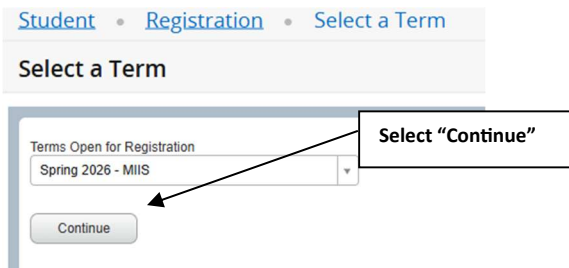 Student • Registration • Select a Term
Select a Term
Terms Open for Registration
Select “Continue”
Spring 2026 - MIIS
Continue